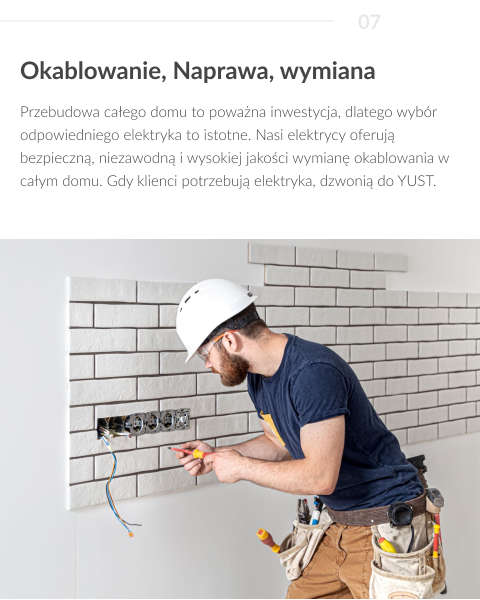 07
Okablowanie, Naprawa, wymiana
Przebudowa całego domu to poważna inwestycja, dlatego wybór
odpowiedniego elektryka to istotne. Nasi elektrycy oferują
bezpieczną, niezawodną i wysokiej jakości wymianę okablowania w
całym domu. Gdy klienci potrzebują elektryka, dzwonią do YUST.